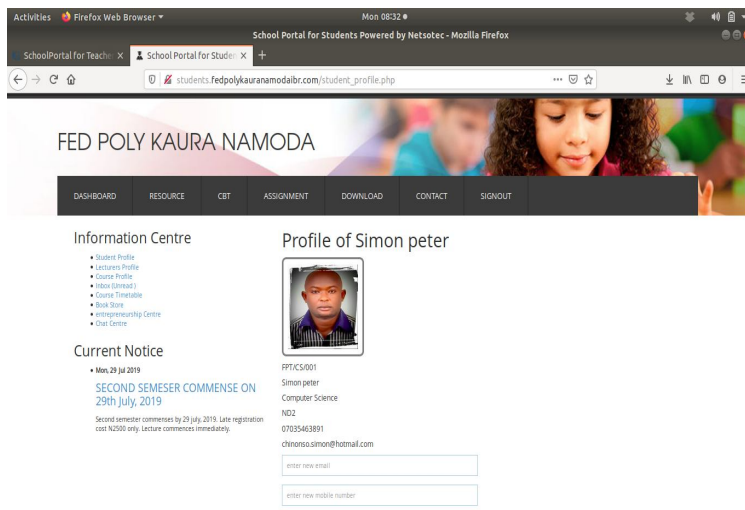 Activities Firefox Web Browser Mon 08:32
School Portal for Students Powered by Netsotec - Mozilla Firefox
SchoolPortal for Teache × School Portal for Studen × +
students.fedpolykauranamodaibr.com/student_profile.php
FED POLY KAURA NAMODA
DASHBOARD RESOURCE CBT ASSIGNMENT DOWNLOAD CONTACT SIGNOUT
Information Centre
Student Profile
Lecturers Profile
Course Profile
Inbox (Unread )
Course Timetable
Book Store
entrepreneurship Centre
Chat Centre
Current Notice
Mon, 29 Jul 2019
SECOND SEMESER COMMENSE ON
29th July, 2019
Second semester commenses by 29 july, 2019. Late registration
cost N2500 only. Lecture commences immediately.
Profile of Simon peter
FPT/CS/001
Simon peter
Computer Science
ND2
07035463891
chinonso.simon@hotmail.com
enter new email
enter new mobile number